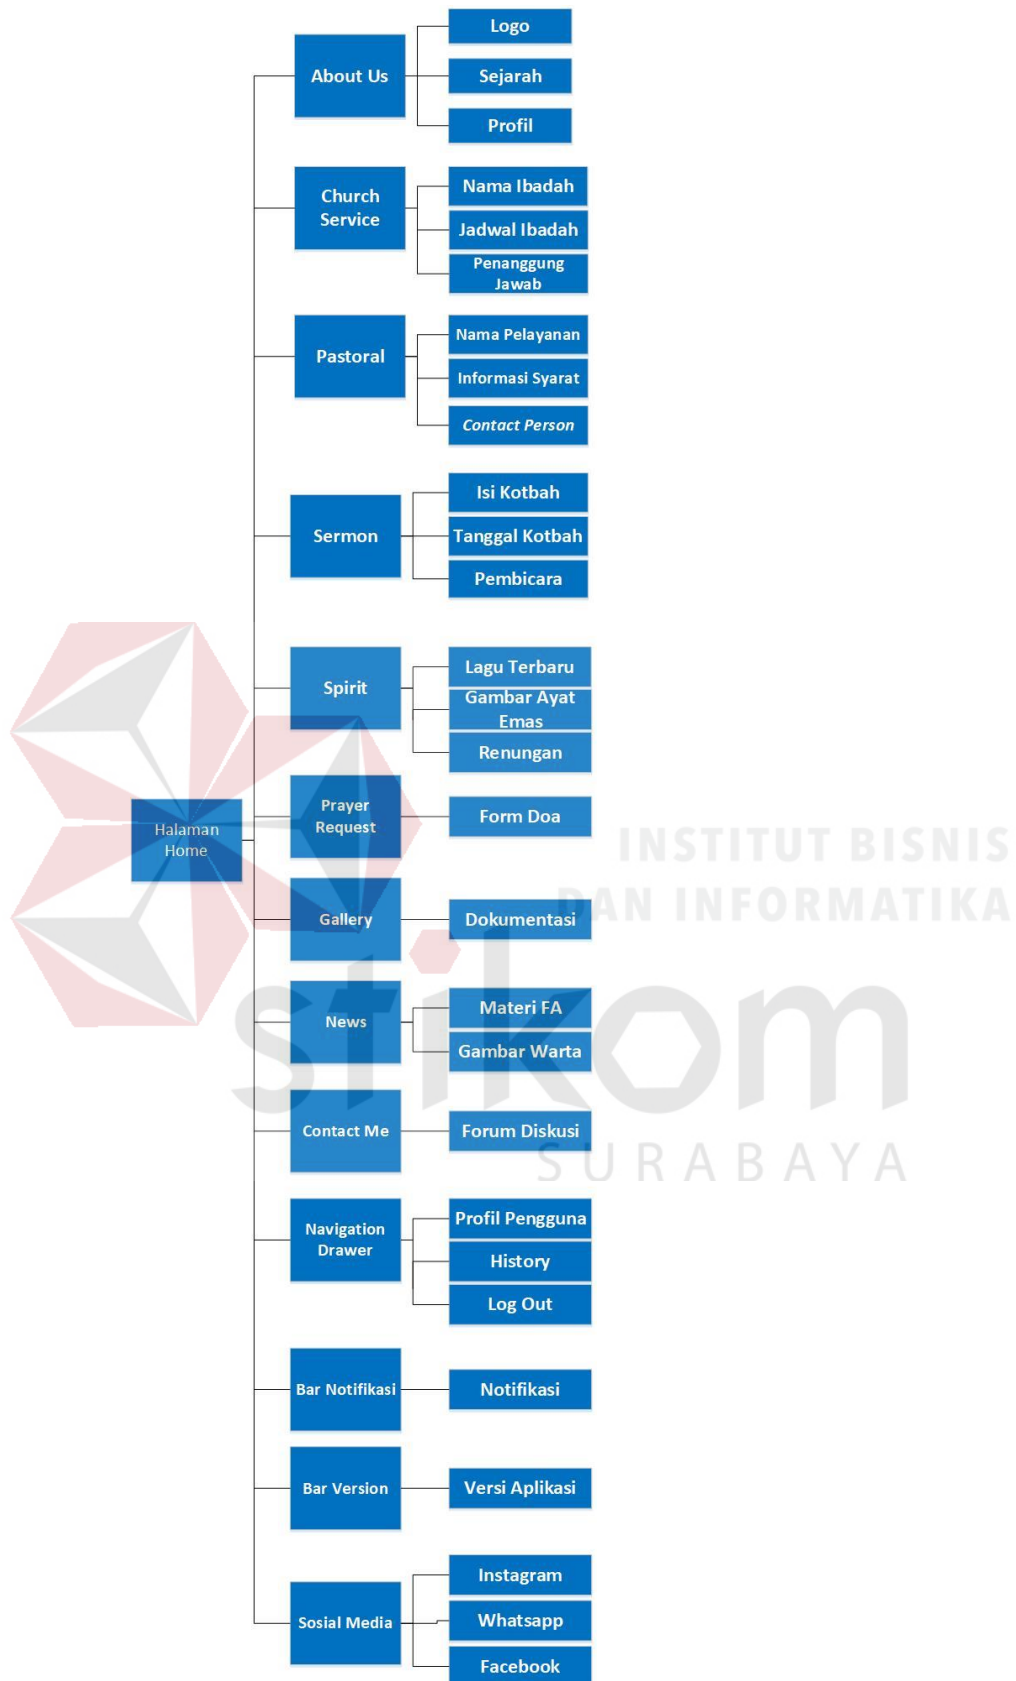 Logo
About Us
Sejarah
Profil
Nama Ibadah
Church
Service
Jadwal Ibadah
Penanggung
Jawab
Nama Pelayanan
Pastoral
Informasi Syarat
Contact Person
Isi Kotbah
Sermon
Tanggal Kotbah
Pembicara
Lagu Terbaru
Spirit
Gambar Ayat
Emas
Renungan
Prayer
Request
Form Doa
Halaman
Home
INSTITUT BISNIS
DAN INFORMATIKA
Gallery
Dokumentasi
stikom
SURABAYA
News
Materi FA
Gambar Warta
Contact Me
Forum Diskusi
Navigation
Drawer
Profil Pengguna
History
Log Out
Bar Notifikasi
Notifikasi
Bar Version
Versi Aplikasi
Instagram
Sosial Media
Whatsapp
Facebook